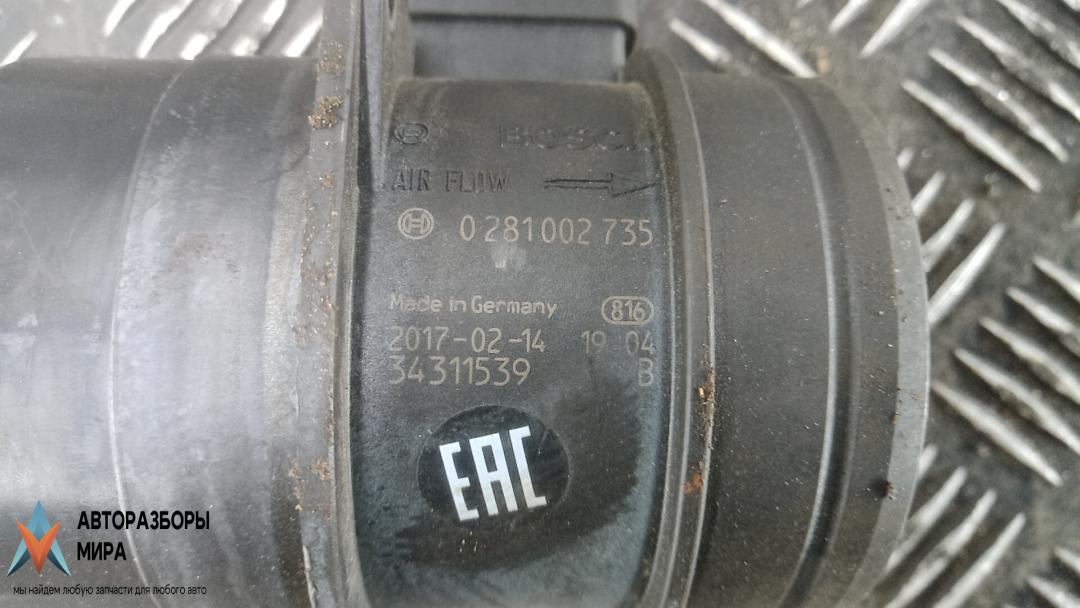 BOSCH
AIR FLOW
0 281 002 735
Made in Germany 816
2017-02-14 19 04
34311539 B
EAC
АВТОРАЗБОРЫ
МИРА
мы найдем любую запчасти для любого авто